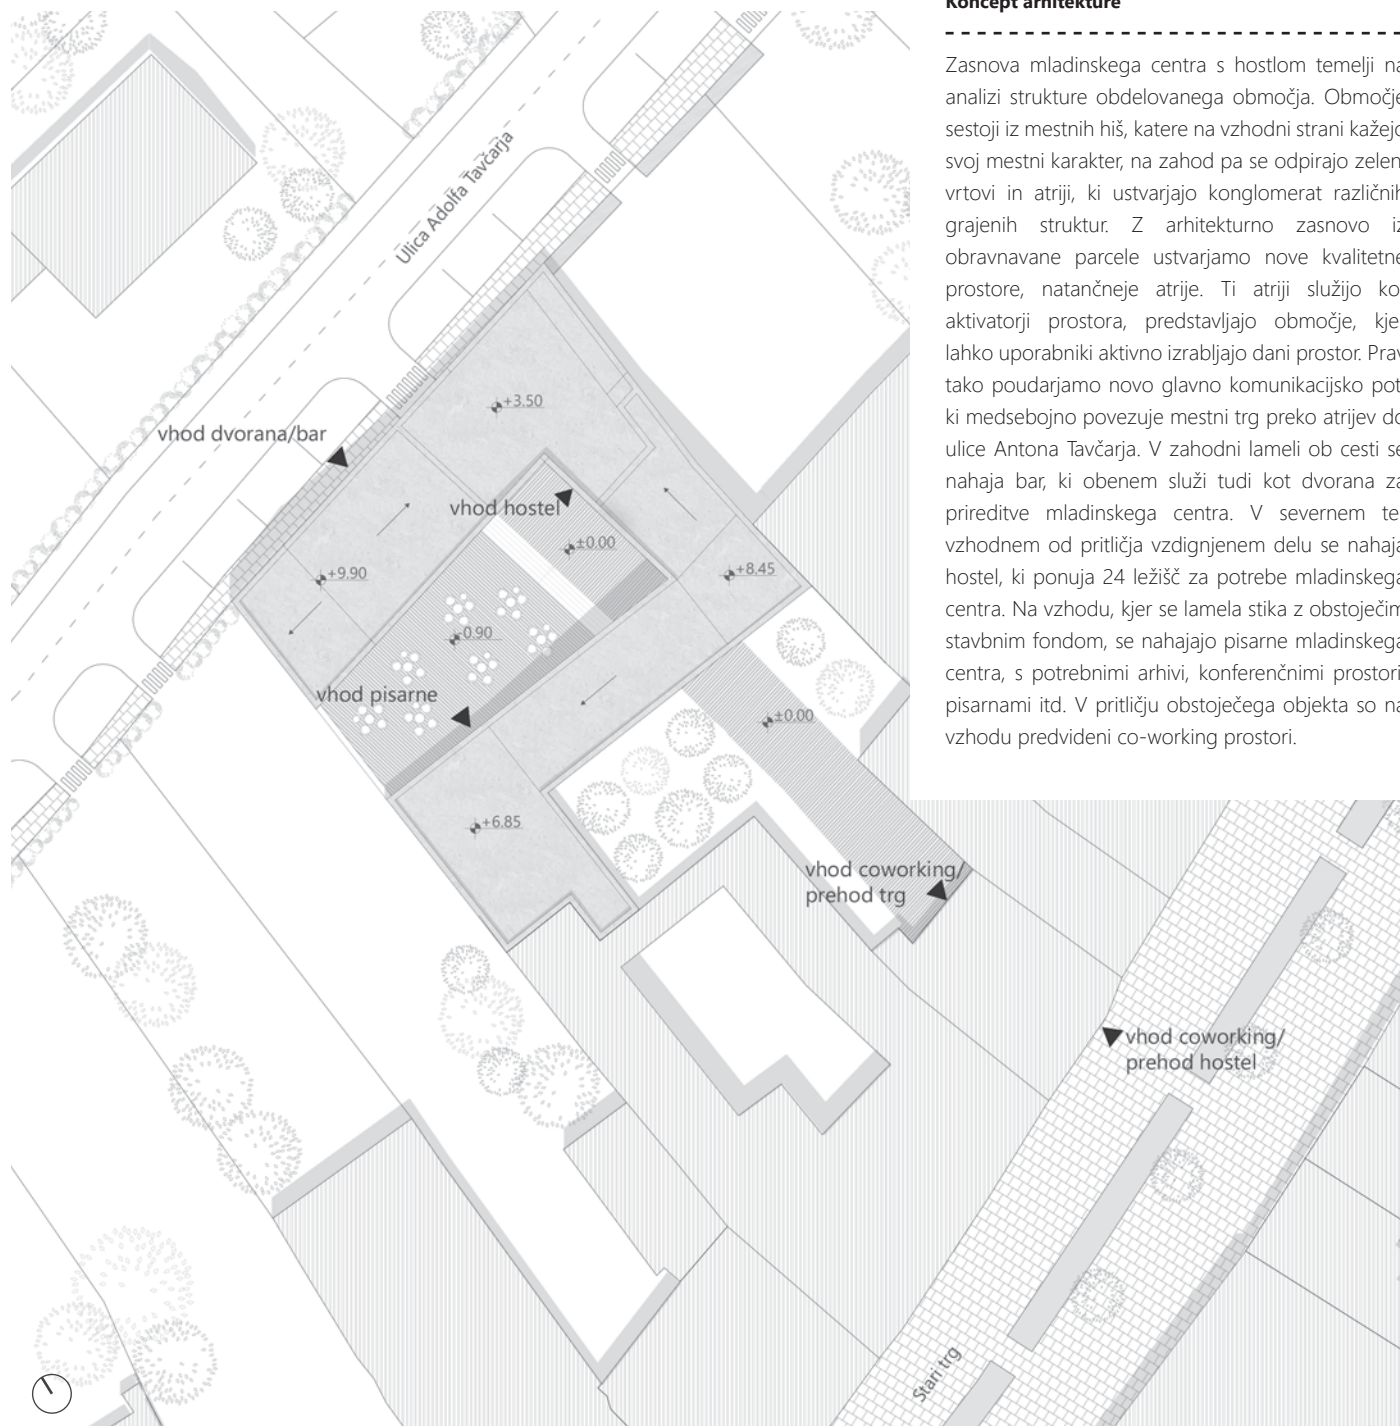 Koncept arhitekture
Zasnova mladinskega centra s hostlom temelji na
analizi strukture obdelovanega območja. Območje
sestoji iz mestnih hiš, katere na vzhodni strani kažejo
svoj mestni karakter, na zahod pa se odpirajo zelen
vrtovi in atriji, ki ustvarjajo konglomerat različnih
grajenih struktur. Z arhitekturno zasnovo iz
obravnavane parcele ustvarjamo nove kvalitetne
prostore, natančneje atrije. Ti atriji služijo ko
aktivatorji prostora, predstavljajo območje, kje
lahko uporabniki aktivno izrabljajo dani prostor. Prav
tako poudarjamo novo glavno komunikacijsko pot
ki medsebojno povezuje mestni trg preko atrijev do
ulice Antona Tavčarja. V zahodni lameli ob cesti se
nahaja bar, ki obenem služi tudi kot dvorana za
prireditve mladinskega centra. V severnem te
vzhodnem od pritličja vzdignjenem delu se nahaja
hostel, ki ponuja 24 ležišč za potrebe mladinskega
centra. Na vzhodu, kjer se lamela stika z obstoječim
stavbnim fondom, se nahajajo pisarne mladinskega
centra, s potrebnimi arhivi, konferenčnimi prostori
pisarnami itd. V pritličju obstoječega objekta so na
vzhodu predvideni co-working prostori.
Ulica Adolfa Tavčarja
+3.50
vhod dvorana/bar
vhod hostel
±0.00
+9.90
+8.45
-0.90
vhod pisarne
±0.00
+6.85
vhod coworking/
prehod trg
vhod coworking/
prehod hostel
Stari trg